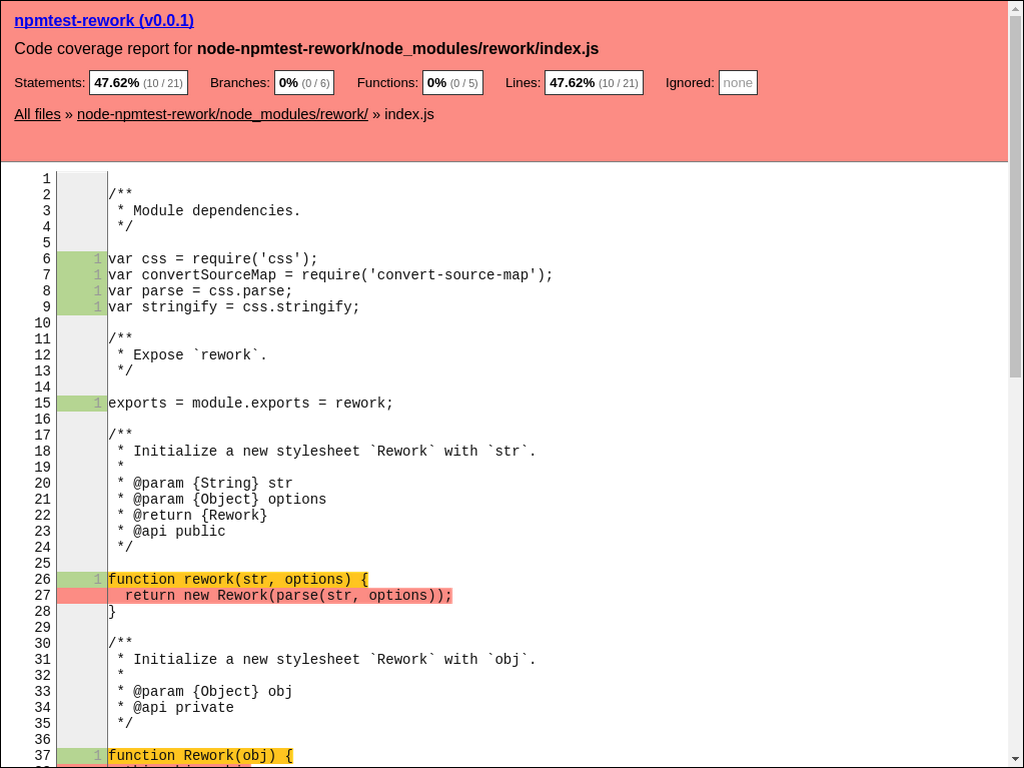 npmtest-rework (v0.0.1)
Code coverage report for node-npmtest-rework/node_modules/rework/index.js
Statements: 47.62% (10 / 21) Branches: 0% (0 / 6) Functions: 0% (0 / 5) Lines: 47.62% (10 / 21) Ignored: none
All files » node-npmtest-rework/node_modules/rework/ » index.js
1
2 /**
3  * Module dependencies.
4  */
5
6 1 var css = require('css');
7 1 var convertSourceMap = require('convert-source-map');
8 1 var parse = css.parse;
9 1 var stringify = css.stringify;
10
11 /**
12  * Expose `rework`.
13  */
14
15 1 exports = module.exports = rework;
16
17 /**
18  * Initialize a new stylesheet `Rework` with `str`.
19  *
20  * @param {String} str
21  * @param {Object} options
22  * @return {Rework}
23  * @api public
24  */
25
26 1 function rework(str, options) {
27   return new Rework(parse(str, options));
28 }
29
30 /**
31  * Initialize a new stylesheet `Rework` with `obj`.
32  *
33  * @param {Object} obj
34  * @api private
35  */
36
37 1 function Rework(obj) {